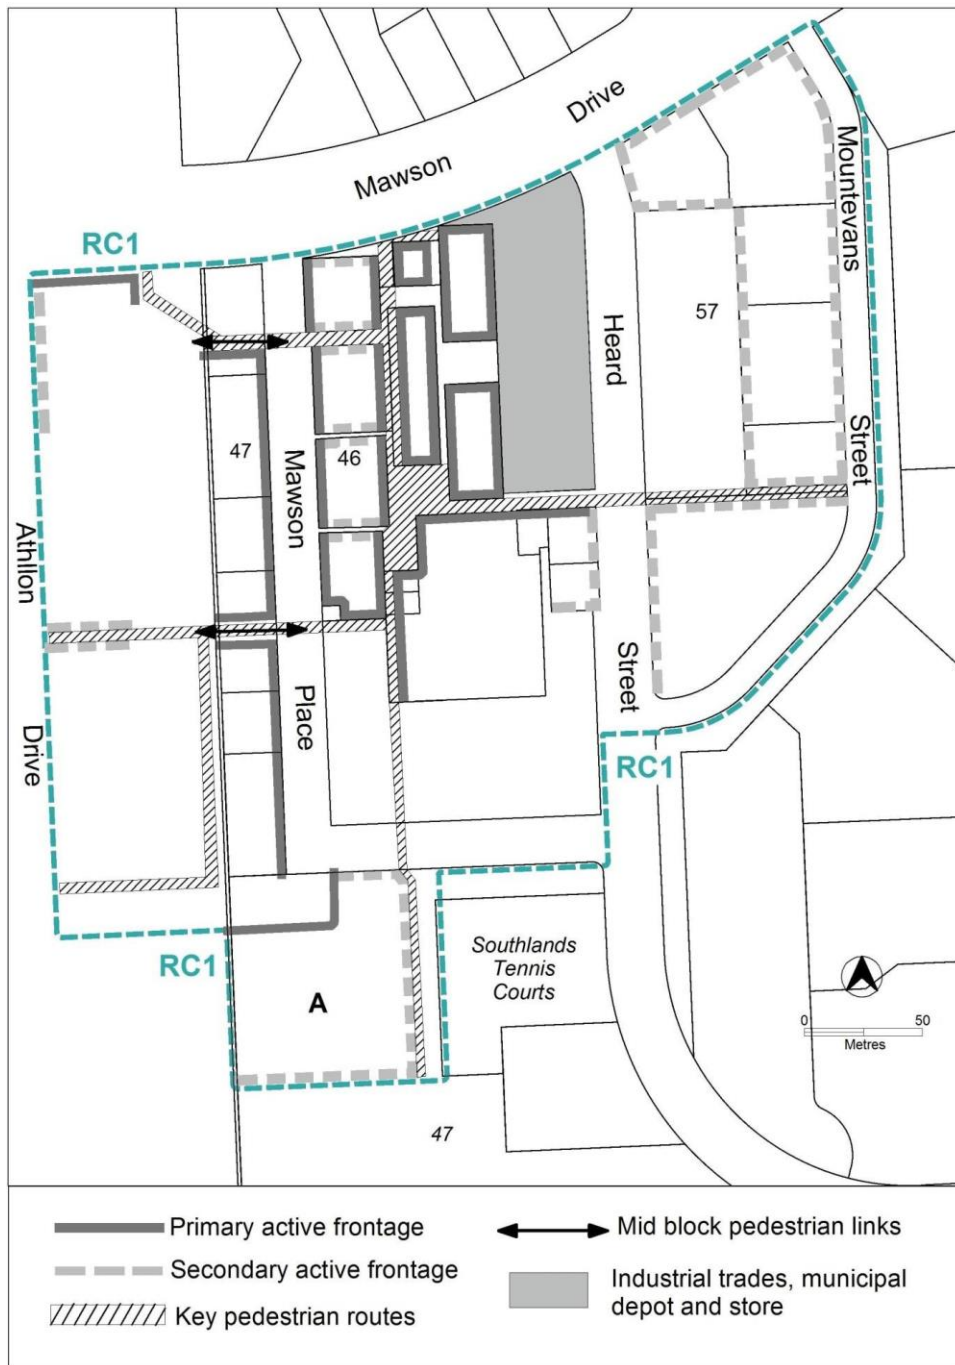 Mawson
Drive
RC1
Mountevans
Street
57
Heard
Street
47
46
Mawson
Place
Athllon
Drive
RC1
RC1
Southlands
Tennis
Courts
A
0 50
Metres
47
Primary active frontage
Secondary active frontage
Key pedestrian routes
Mid block pedestrian links
Industrial trades, municipal
depot and store